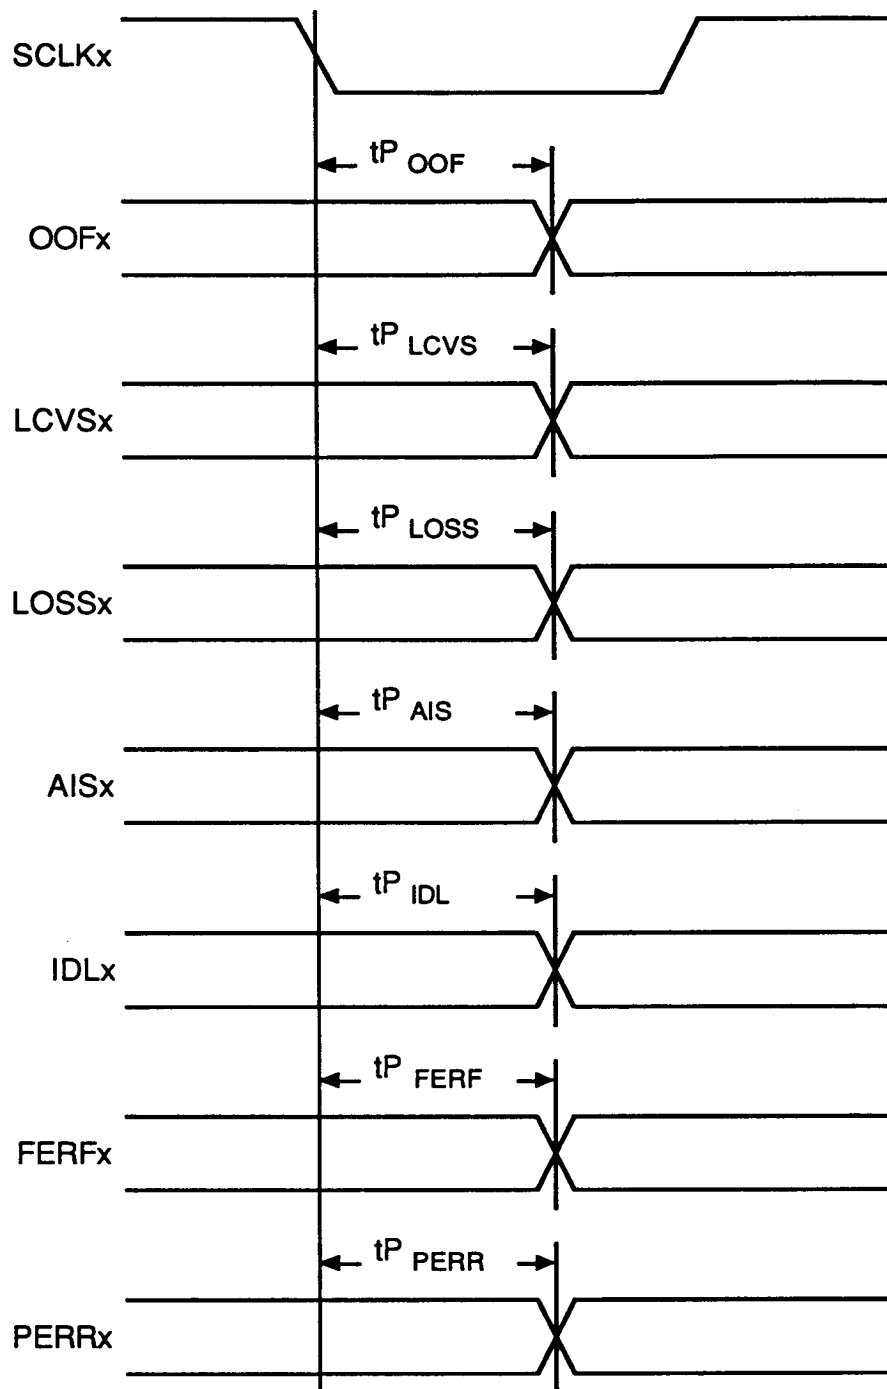 SCLKx
tP OOF
OOFx
tP LCVS
LCVSx
tP LOSS
LOSSx
tP AIS
AISx
tP IDL
IDLx
tP FERF
FERFx
tP PERR
PERRx